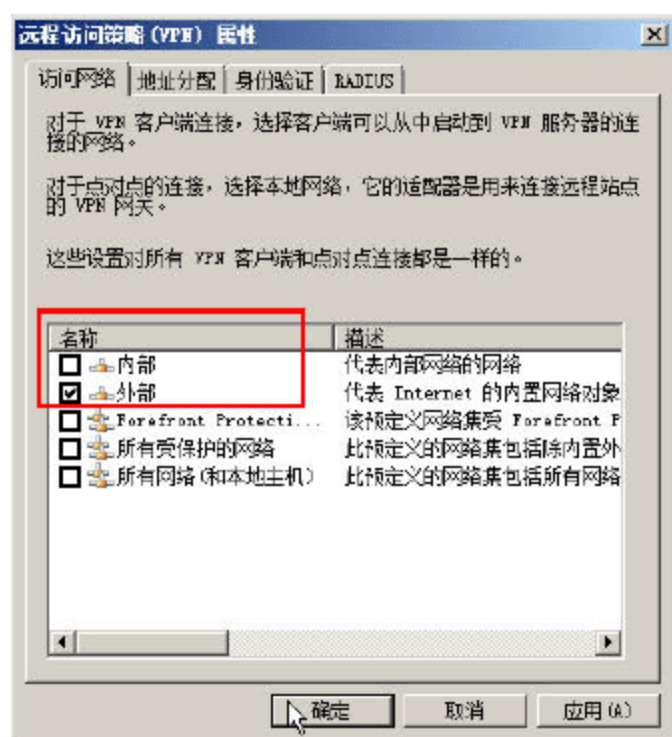 远程访问策略(VPN) 属性
访问网络 地址分配 身份验证 RADIUS
对于 VPN 客户端连接，选择客户端可以从中启动到 VPN 服务器的连
接的网络。
对于点对点的连接，选择本地网络，它的适配器是用来连接远程站点
的 VPN 网关。
这些设置对所有 VPN 客户端和点对点连接都是一样的。
名称 描述
内部 代表内部网络的网络
外部 代表 Internet 的内置网络对象
Forefront Protecti... 该预定义网络集受 Forefront P
所有受保护的网络 此预定义的网络集包括除内置外
所有网络(和本地主机) 此预定义的网络集包括所有网络
确定 取消 应用(A)